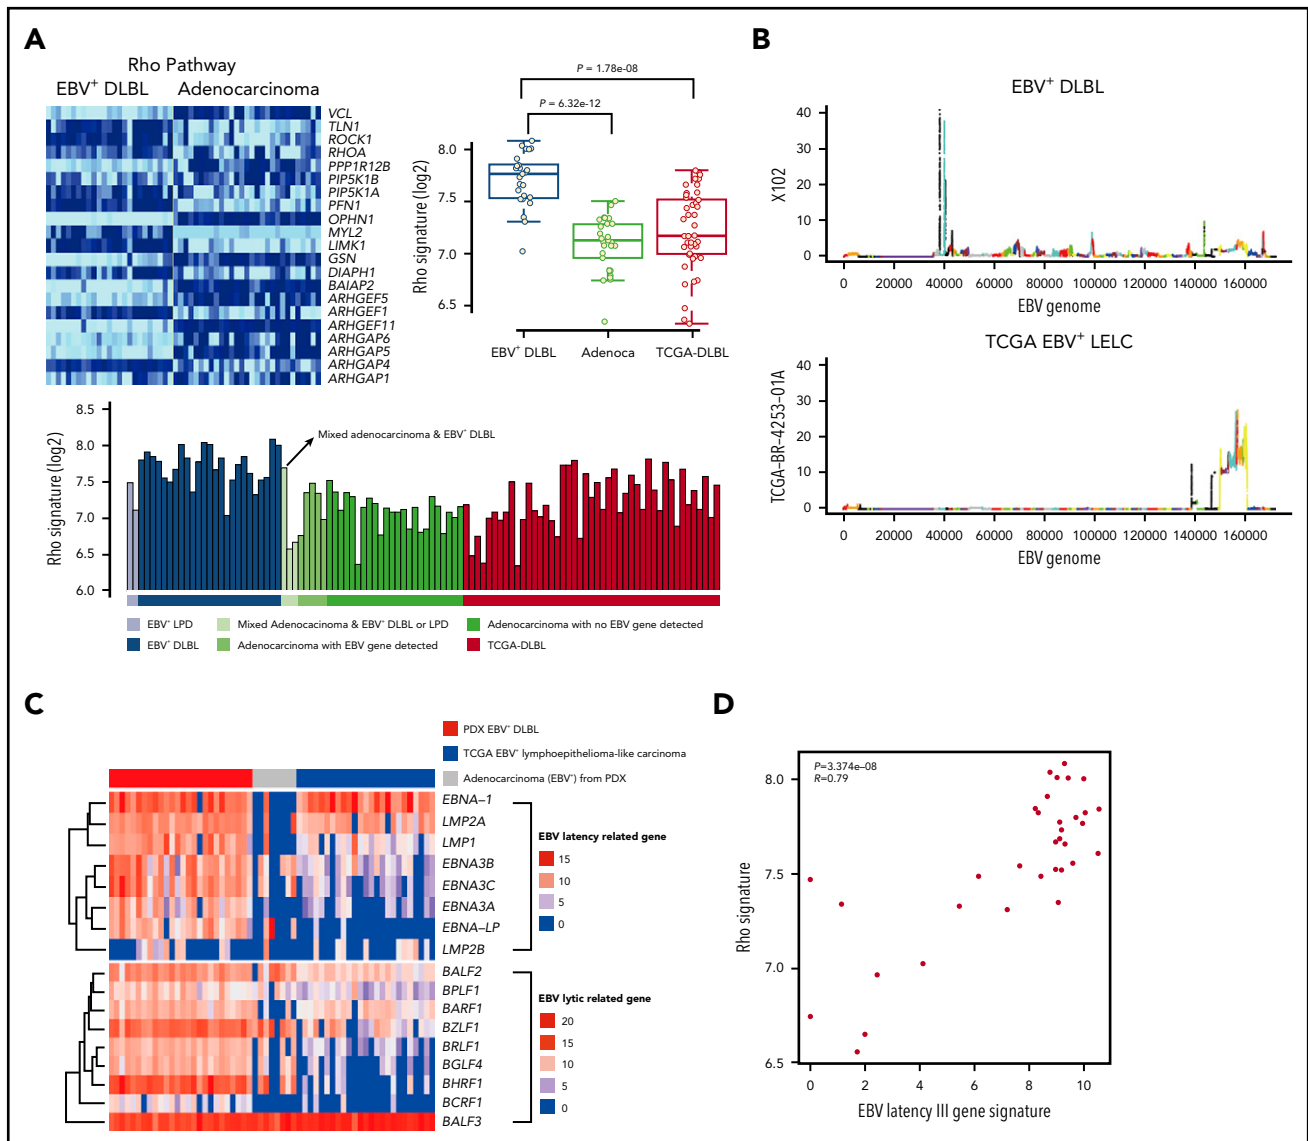 A
Rho Pathway
EBV+ DLBL Adenocarcinoma
VCL
TLN1
ROCK1
RHOA
PPP1R12B
PIP5K1B
PIP5K1A
PFN1
OPHN1
MYL2
LIMK1
GSN
DIAPH1
BAIAP2
ARHGEF5
ARHGEF1
ARHGEF11
ARHGAP6
ARHGAP5
ARHGAP4
ARHGAP1
P = 1.78e-08
P = 6.32e-12
Rho signature (log2)
8.0
7.5
7.0
6.5
EBV+ DLBL Adenoca TCGA-DLBL
Rho signature (log2)
8.5
8.0
7.5
7.0
6.5
6.0
Mixed adenocarcinoma & EBV+ DLBL
EBV+ LPD
Mixed Adenocacinoma & EBV+ DLBL or LPD
Adenocarcinoma with no EBV gene detected
EBV+ DLBL
Adenocarcinoma with EBV gene detected
TCGA-DLBL
B
EBV+ DLBL
X102
40
30
20
10
0
0 20000 40000 60000 80000 100000 120000 140000 160000
EBV genome
TCGA EBV+ LELC
TCGA-BR-4253-01A
40
30
20
10
0
0 20000 40000 60000 80000 100000 120000 140000 160000
EBV genome
C
PDX EBV+ DLBL
TCGA EBV+ lymphoepithelioma-like carcinoma
Adenocarcinoma (EBV+) from PDX
EBNA-1
LMP2A
LMP1
EBNA3B
EBNA3C
EBNA3A
EBNA-LP
LMP2B
EBV latency related gene
15
10
5
0
BALF2
BPLF1
BARF1
BZLF1
BRLF1
BGLF4
BHRF1
BCRF1
BALF3
EBV lytic related gene
20
15
10
5
0
D
P=3.374e-08
R=0.79
Rho signature
8.0
7.5
7.0
6.5
0 2 4 6 8 10
EBV latency III gene signature